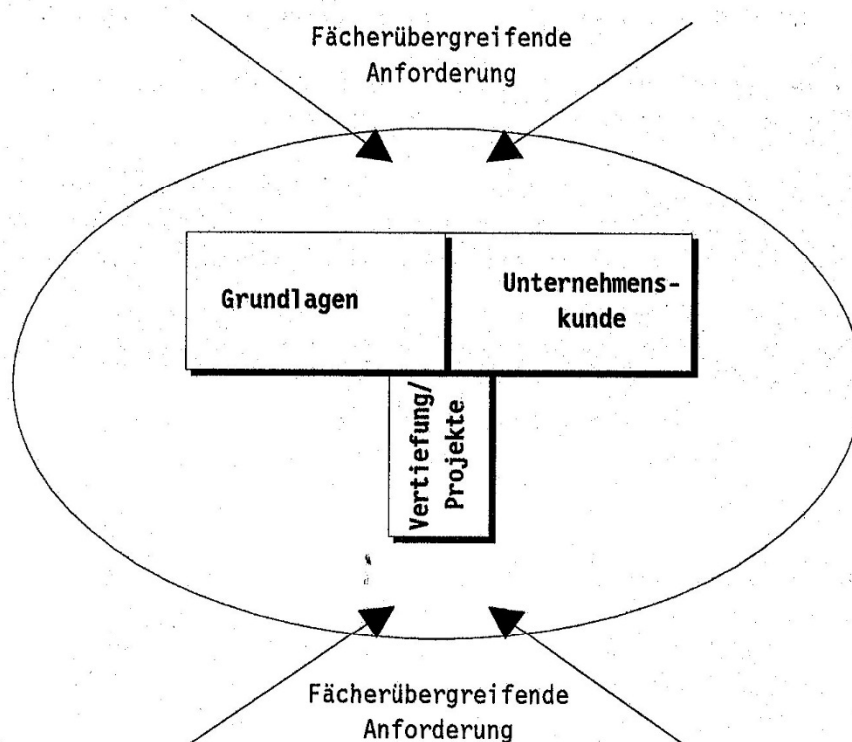 Fächerübergreifende
Anforderung
Grundlagen
Unternehmens-
kunde
Vertiefung/
Projekte
Fächerübergreifende
Anforderung